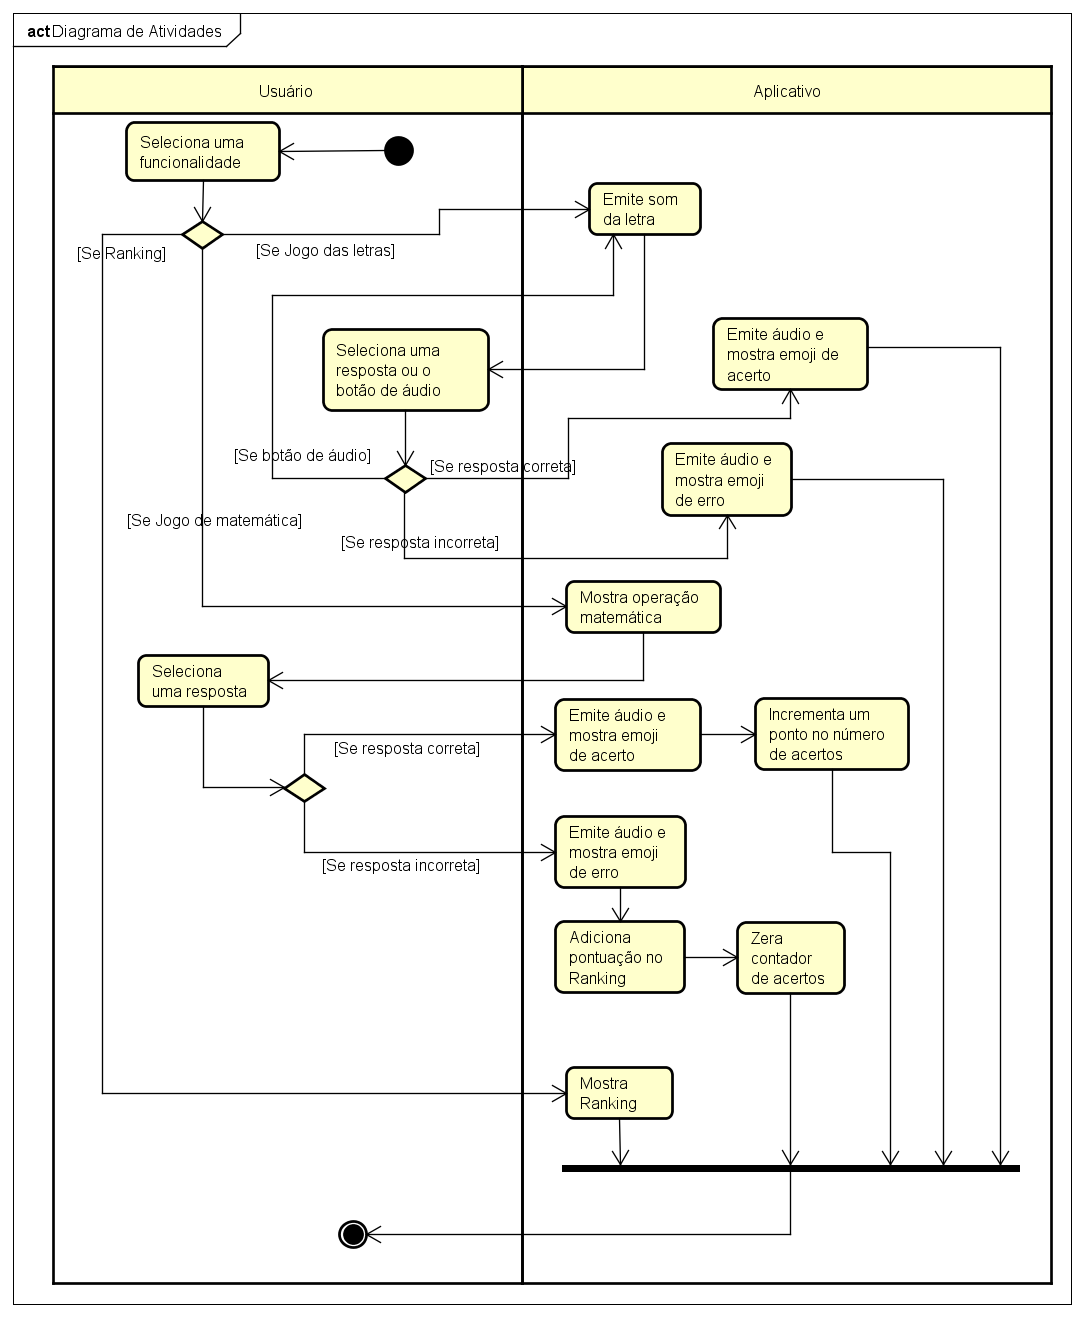 act Diagrama de Atividades
Usuário
Aplicativo
Seleciona uma
funcionalidade
Emite som
da letra
[Se Ranking]
[Se Jogo das letras]
Seleciona uma
resposta ou o
botão de áudio
Emite áudio e
mostra emoji de
acerto
[Se botão de áudio]
[Se resposta correta]
Emite áudio e
mostra emoji
de erro
[Se Jogo de matemática]
[Se resposta incorreta]
Mostra operação
matemática
Seleciona
uma resposta
[Se resposta correta]
Emite áudio e
mostra emoji
de acerto
Incrementa um
ponto no número
de acertos
[Se resposta incorreta]
Emite áudio e
mostra emoji
de erro
Adiciona
pontuação no
Ranking
Zera
contador
de acertos
Mostra
Ranking